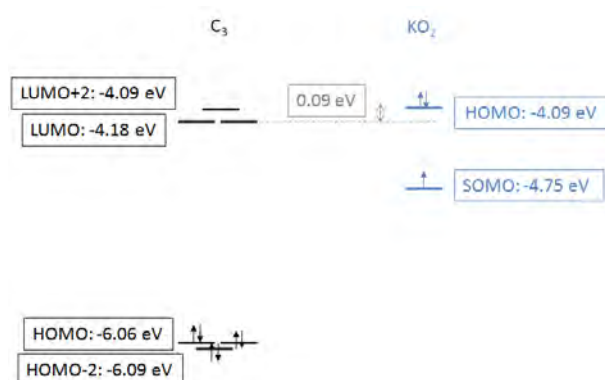 C₃
KO₂
LUMO+2: -4.09 eV
LUMO: -4.18 eV
0.09 eV
HOMO: -4.09 eV
SOMO: -4.75 eV
HOMO: -6.06 eV
HOMO-2: -6.09 eV